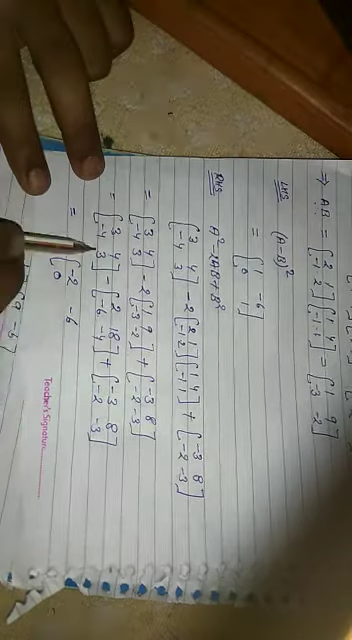 ⇒ AB = [2 1; -1 2] [1 4; -1 -1] = [1 9; -3 -2]
LHS (A-B)²
= [1 -6; 0 1]
RHS A² - 2AB + B²
[3 4; -4 3] - 2 [2 1; -1 2] [1 4; -1 -1] + [-3 8; -2 -3]
= [3 4; -4 3] - 2 [1 9; -3 -2] + [-3 8; -2 -3]
= [3 4; -4 3] - [2 18; -6 -4] + [-3 8; -2 -3]
= [-2 -6; 0
Teacher's Signature